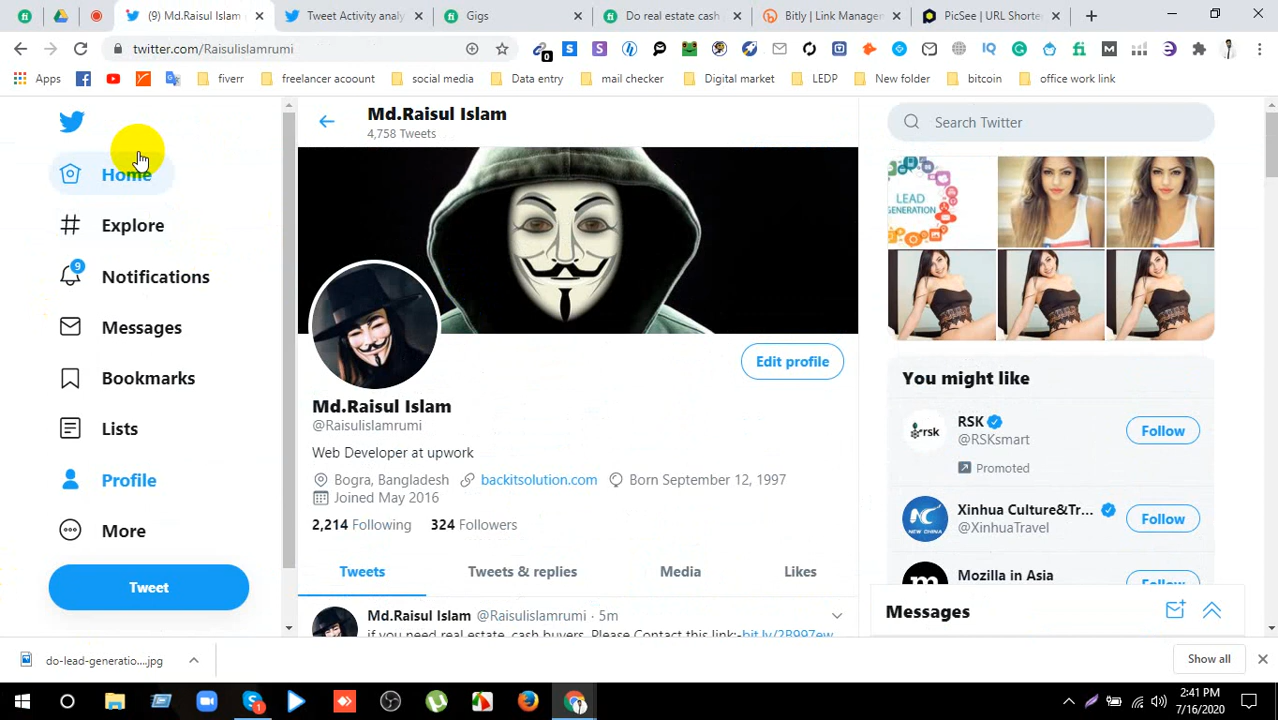 (9) Md.Raisul Islam
Tweet Activity analy
Gigs
Do real estate cash
Bitly | Link Manage
PicSee | URL Shorte
twitter.com/Raisulislamrumi
Apps
fiverr
freelancer acoount
social media
Data entry
mail checker
Digital market
LEDP
New folder
bitcoin
office work link
Home
Explore
9
Notifications
Messages
Bookmarks
Lists
Profile
More
Tweet
Md.Raisul Islam
4,758 Tweets
Edit profile
Md.Raisul Islam
@Raisulislamrumi
Web Developer at upwork
Bogra, Bangladesh backitsolution.com Born September 12, 1997
Joined May 2016
2,214 Following 324 Followers
Tweets Tweets & replies Media Likes
Md.Raisul Islam @Raisulislamrumi · 5m
if you need real estate cash buyers. Please Contact this link:-bit.ly/2B997ew
Search Twitter
LEAD
GENERATION
You might like
RSK
@RSKsmart
Promoted
Follow
Xinhua Culture&Tr...
@XinhuaTravel
Follow
Mozilla in Asia
Follow
Messages
do-lead-generatio....jpg
Show all
2:41 PM
7/16/2020